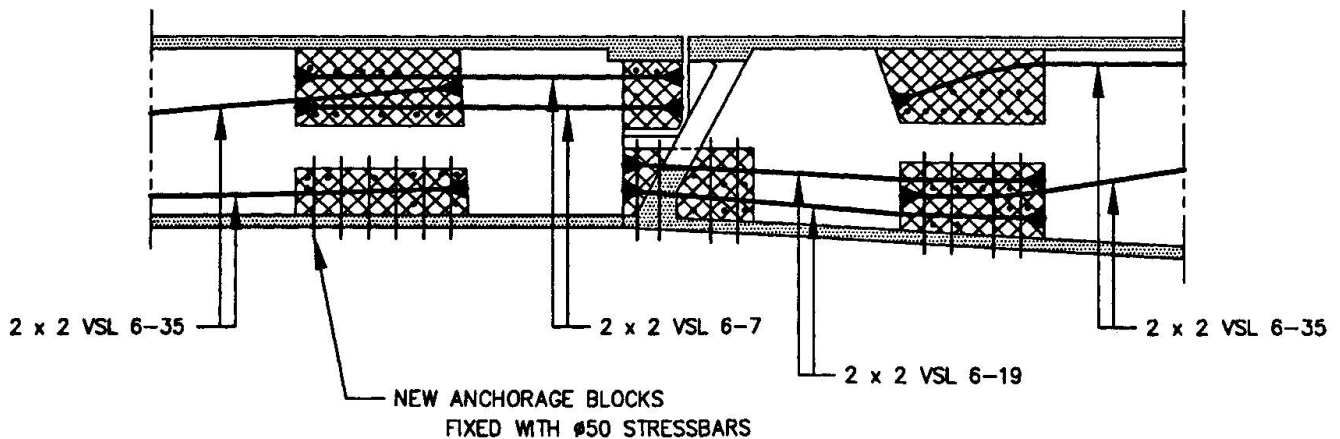 2 x 2 VSL 6-35
2 x 2 VSL 6-7
2 x 2 VSL 6-35
2 x 2 VSL 6-19
NEW ANCHORAGE BLOCKS
FIXED WITH ø50 STRESSBARS